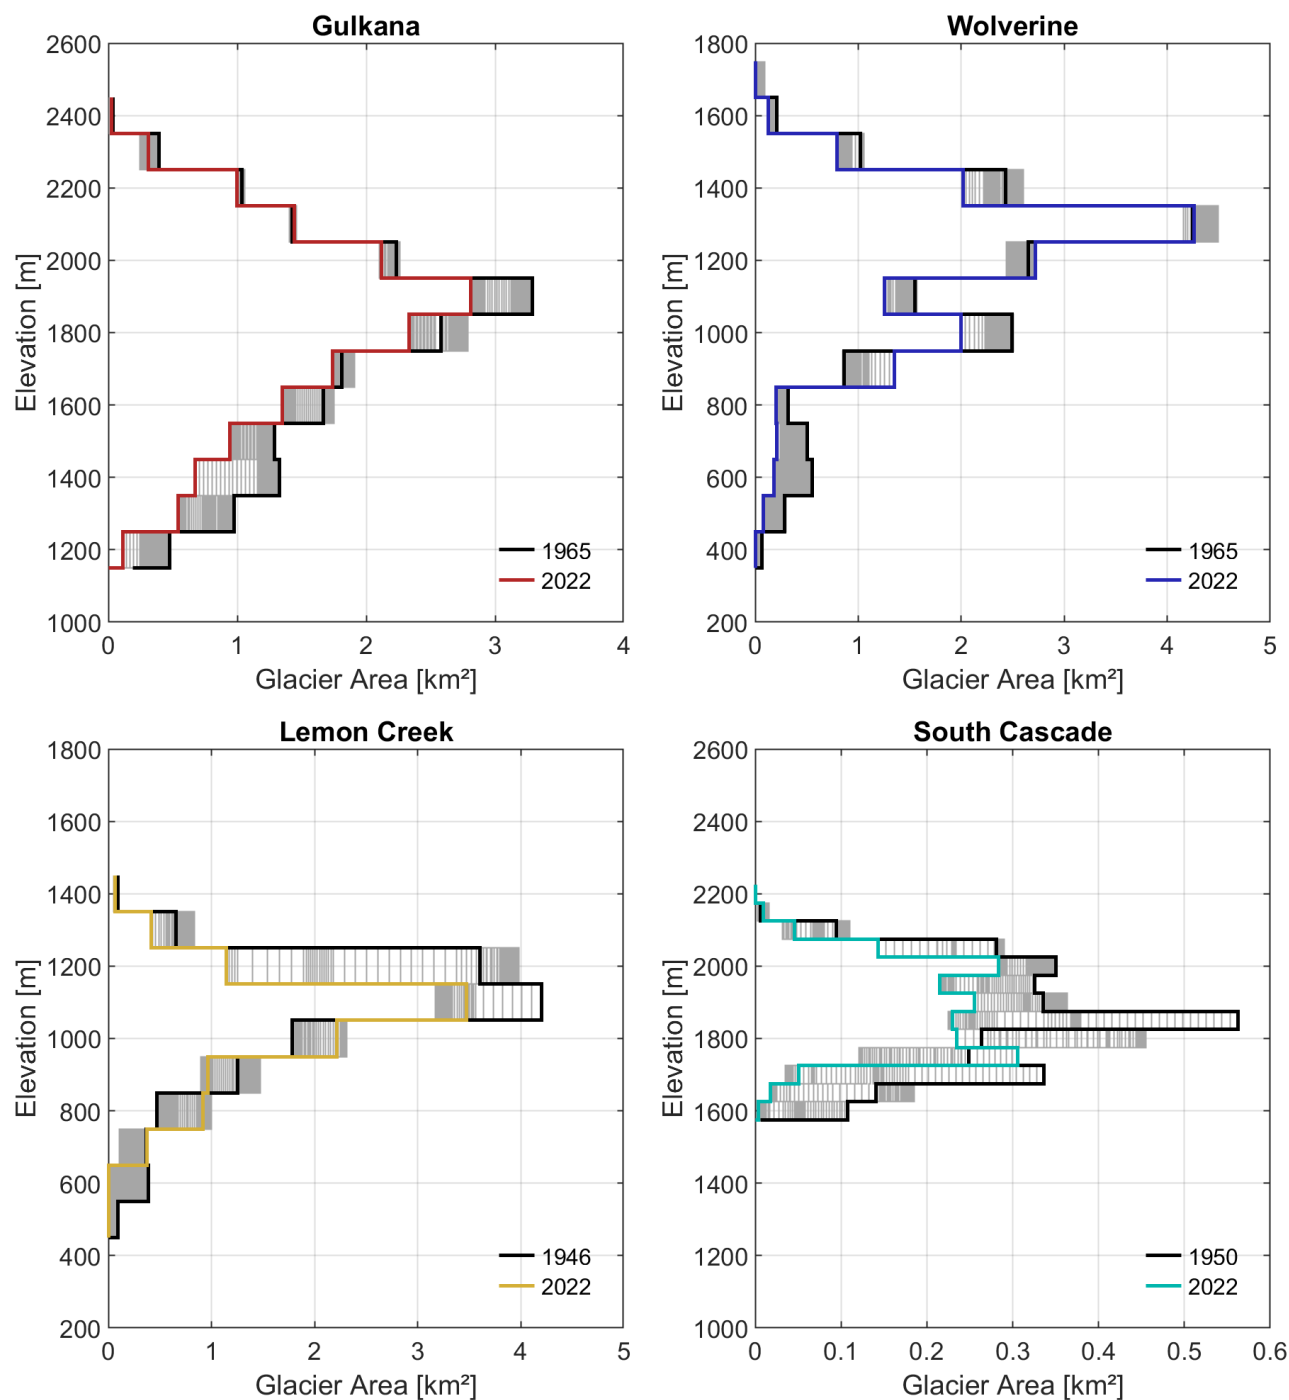 Gulkana
2600
2400
2200
2000
1800
1600
1400
1200
1000
Elevation [m]
0 1 2 3 4
Glacier Area [km²]
1965
2022
Wolverine
1800
1600
1400
1200
1000
800
600
400
200
Elevation [m]
0 1 2 3 4 5
Glacier Area [km²]
1965
2022
Lemon Creek
1800
1600
1400
1200
1000
800
600
400
200
Elevation [m]
0 1 2 3 4 5
Glacier Area [km²]
1946
2022
South Cascade
2600
2400
2200
2000
1800
1600
1400
1200
1000
Elevation [m]
0 0.1 0.2 0.3 0.4 0.5 0.6
Glacier Area [km²]
1950
2022